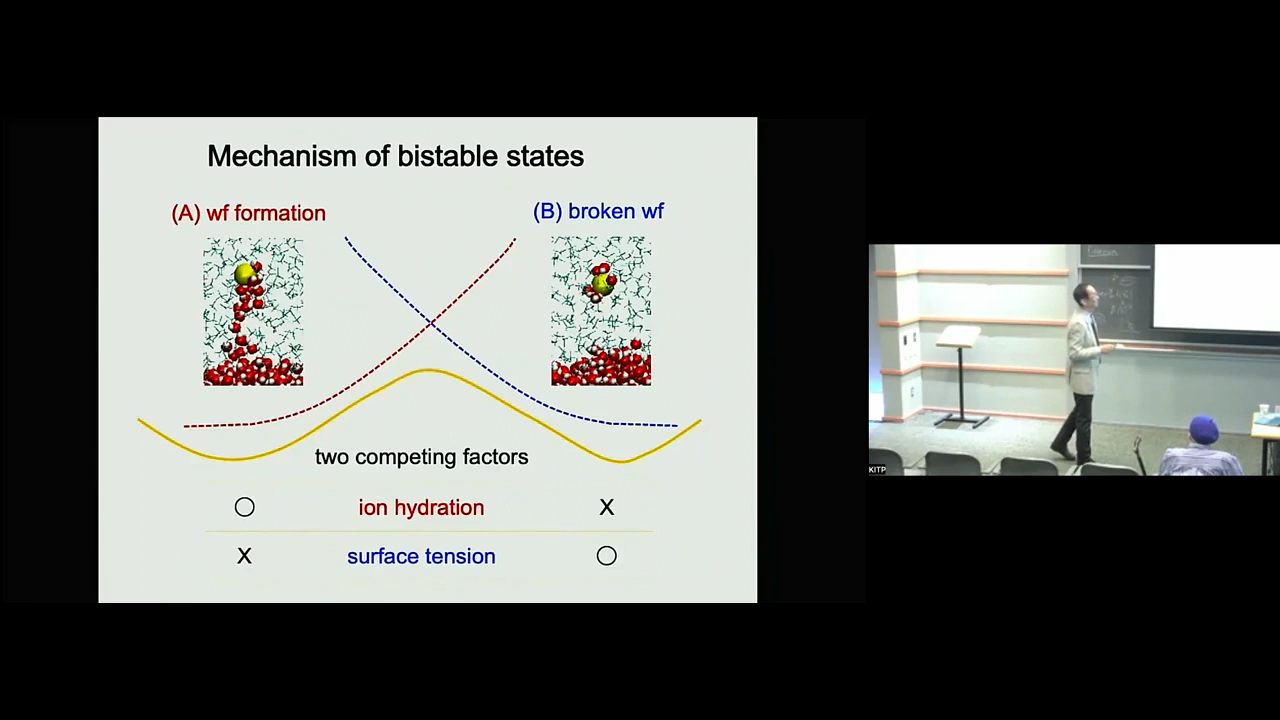 Mechanism of bistable states
(A) wf formation
(B) broken wf
two competing factors
○ ion hydration X
X surface tension ○
KITP